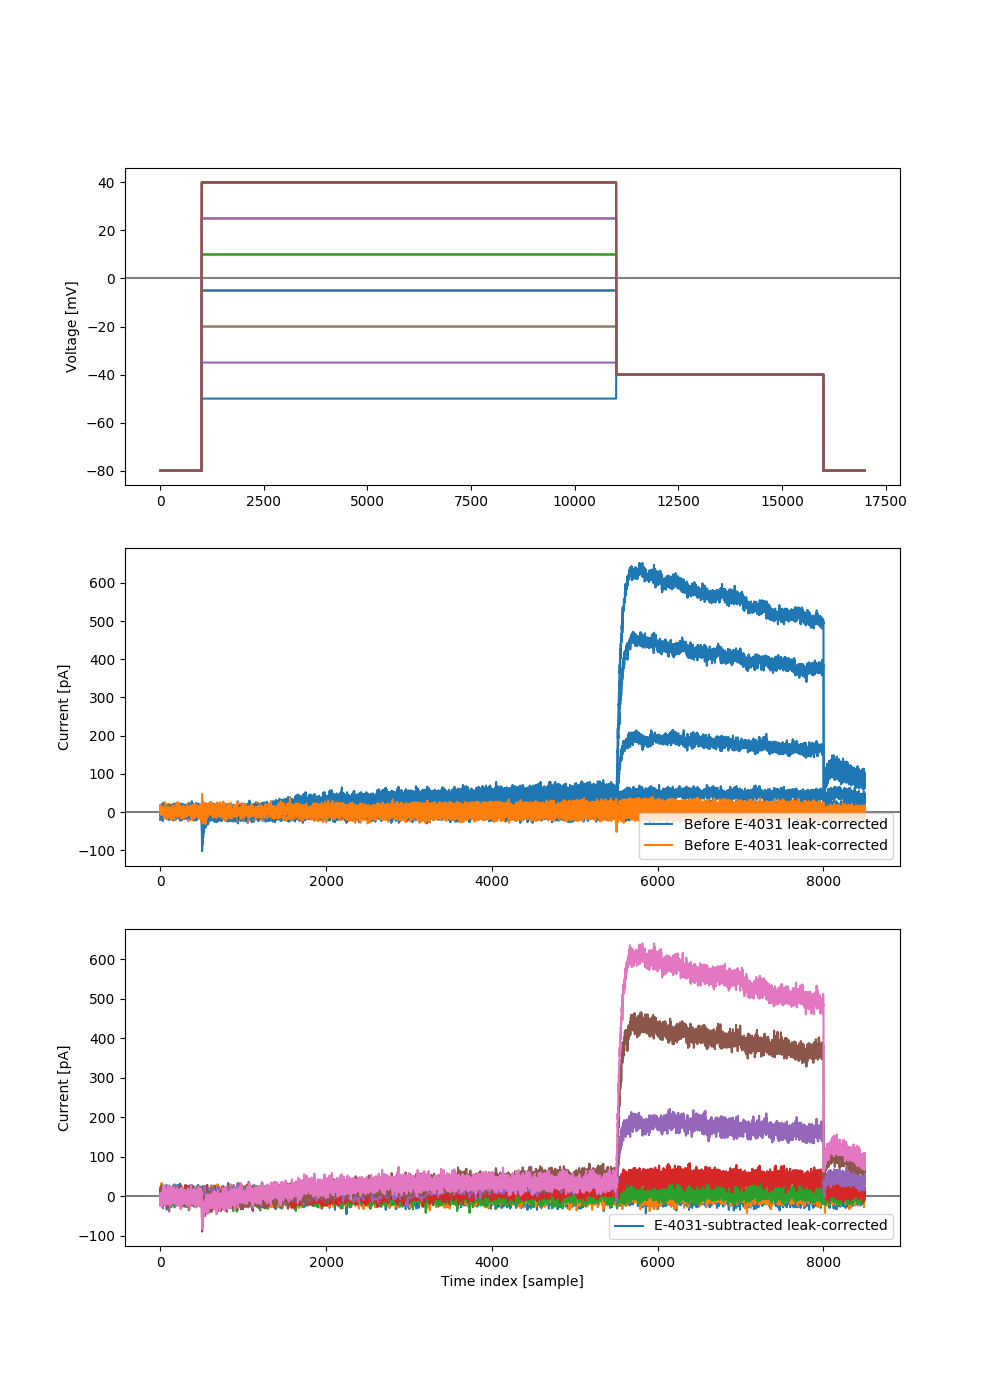 Voltage [mV]
40
20
0
−20
−40
−60
−80
0 2500 5000 7500 10000 12500 15000 17500
Current [pA]
600
500
400
300
200
100
0
−100
Before E-4031 leak-corrected
Before E-4031 leak-corrected
0 2000 4000 6000 8000
Current [pA]
600
500
400
300
200
100
0
−100
E-4031-subtracted leak-corrected
0 2000 4000 6000 8000
Time index [sample]